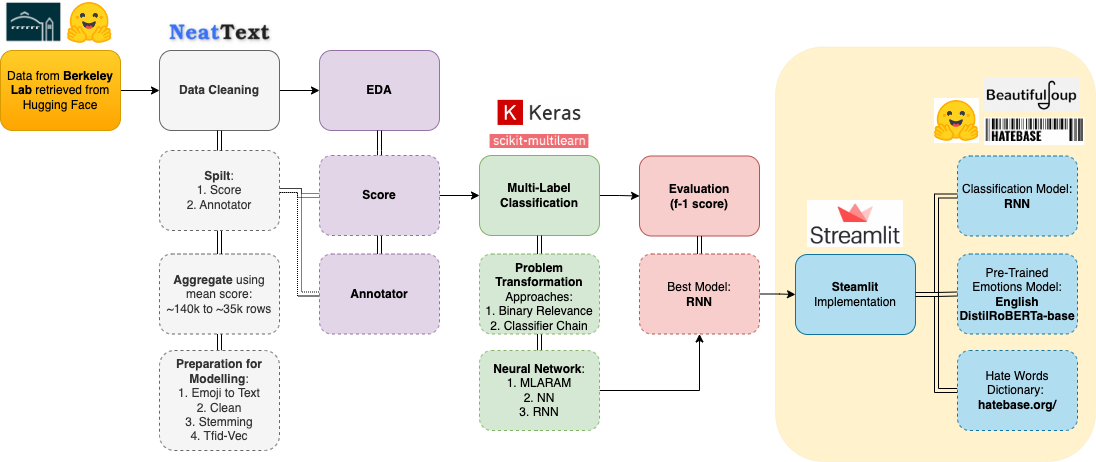 NeatText
Data from Berkeley
Lab retrieved from
Hugging Face
Data Cleaning
EDA
Spilt:
1. Score
2. Annotator
Score
Aggregate using
mean score:
~140k to ~35k rows
Annotator
Preparation for
Modelling:
1. Emoji to Text
2. Clean
3. Stemming
4. Tfid-Vec
K Keras
scikit-multilearn
Multi-Label
Classification
Problem
Transformation
Approaches:
1. Binary Relevance
2. Classifier Chain
Neural Network:
1. MLARAM
2. NN
3. RNN
Evaluation
(f-1 score)
Best Model:
RNN
Streamlit
Steamlit
Implementation
BeautifulSoup
HATEBASE
Classification Model:
RNN
Pre-Trained
Emotions Model:
English
DistilRoBERTa-base
Hate Words
Dictionary:
hatebase.org/